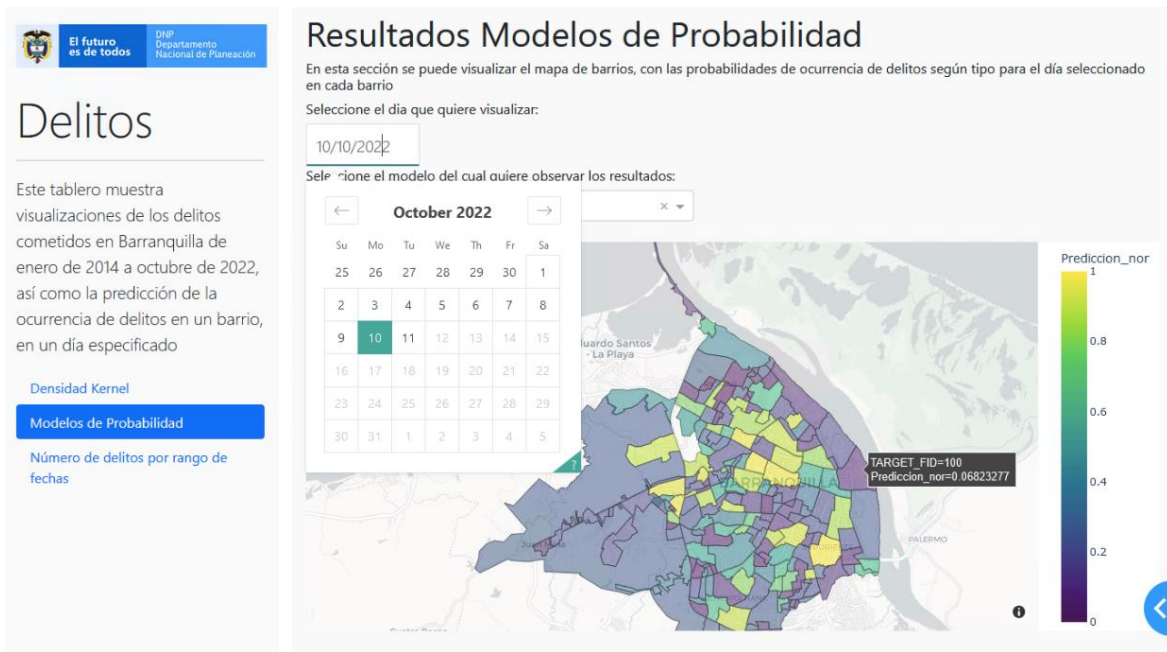 El futuro
es de todos
DNP
Departamento
Nacional de Planeación
Delitos
Este tablero muestra
visualizaciones de los delitos
cometidos en Barranquilla de
enero de 2014 a octubre de 2022,
así como la predicción de la
ocurrencia de delitos en un barrio,
en un día especificado
Densidad Kernel
Modelos de Probabilidad
Número de delitos por rango de
fechas
Resultados Modelos de Probabilidad
En esta sección se puede visualizar el mapa de barrios, con las probabilidades de ocurrencia de delitos según tipo para el día seleccionado
en cada barrio
Seleccione el dia que quiere visualizar:
10/10/2022
el modelo del cual quiere observar los resultados:
October 2022
Su Mo Tu We Th Fr Sa
25 26 27 28 29 30 1
2 3 4 5 6 7 8
9 10 11 12 13 14 15
16 17 18 19 20 21 22
23 24 25 26 27 28 29
30 31 1 2 3 4 5
?
Santos
- La Playa
TARGET_FID=100
Prediccion_nor=0.06823277
BARRANQUILLA
PALERMO
Prediccion_nor
1
0.8
0.6
0.4
0.2
0